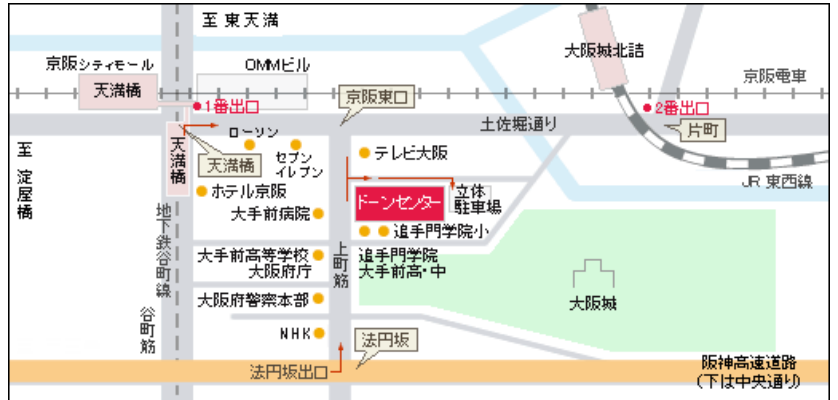 至 東天満
京阪シティモール
OMMビル
大阪城北詰
天満橋
京阪電車
京阪東口
1番出口
2番出口
土佐堀通り
片町
ローソン
至 淀屋橋
天満橋
天満橋
セブン
イレブン
テレビ大阪
JR 東西線
ホテル京阪
ドーンセンター
立体
駐車場
大手前病院
追手門学院小
地下鉄谷町線
上町筋
大手前高等学校
大阪府庁
追手門学院
大手前高・中
大阪府警察本部
大阪城
谷町筋
NHK
法円坂
法円坂出口
阪神高速道路
(下は中央通り)